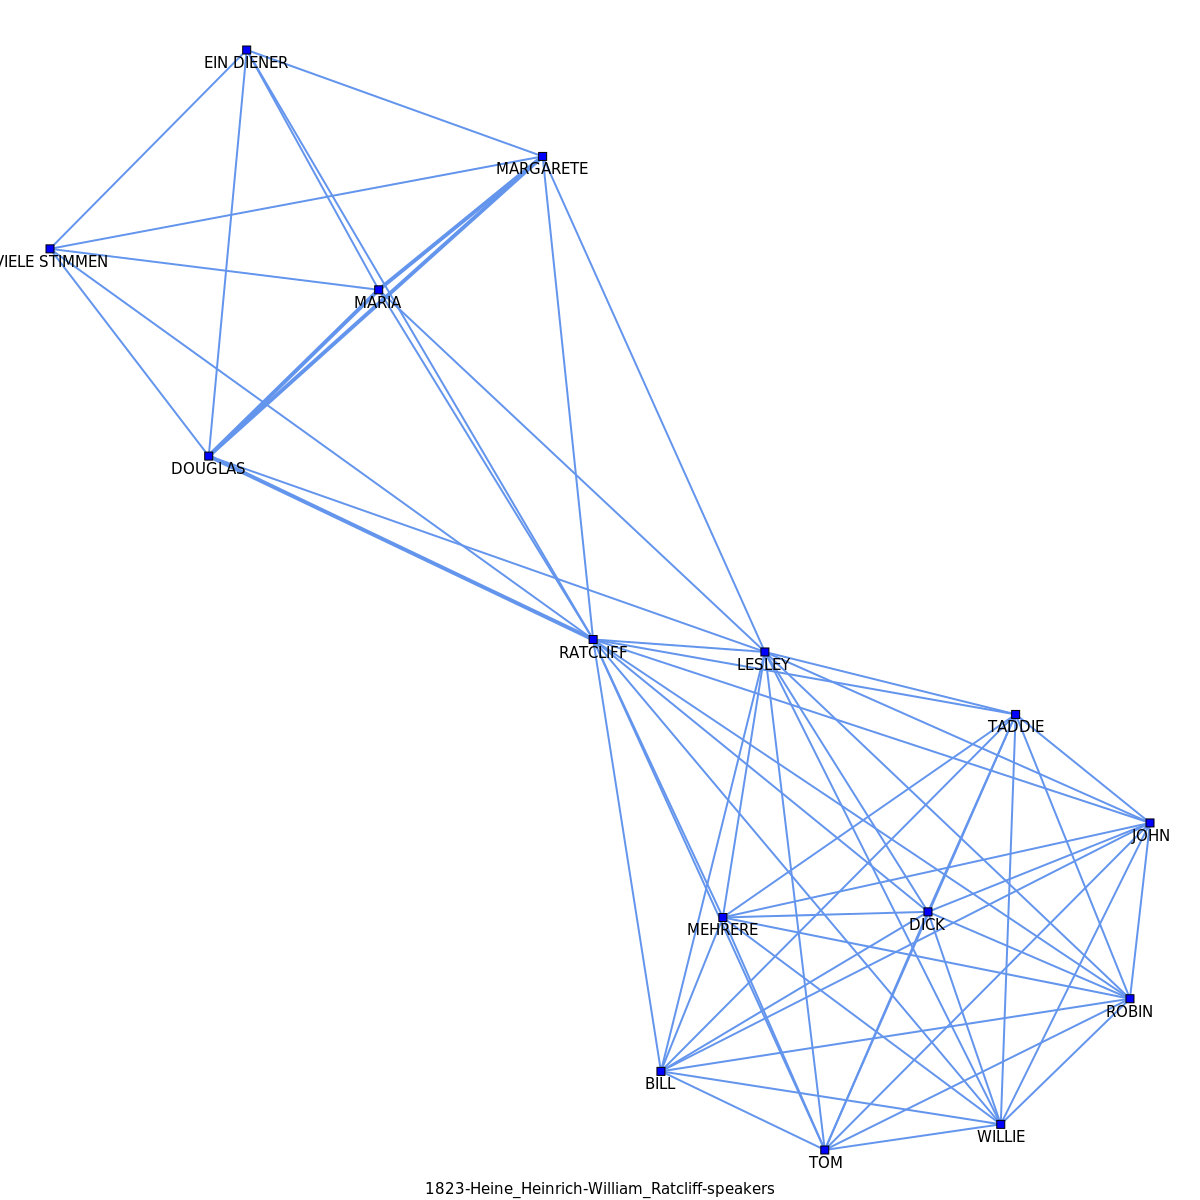 EIN DIENER
MARGARETE
VIELE STIMMEN
MARIA
DOUGLAS
RATCLIFF
LESLEY
TADDIE
JOHN
MEHRERE
DICK
ROBIN
BILL
WILLIE
TOM
1823-Heine_Heinrich-William_Ratcliff-speakers